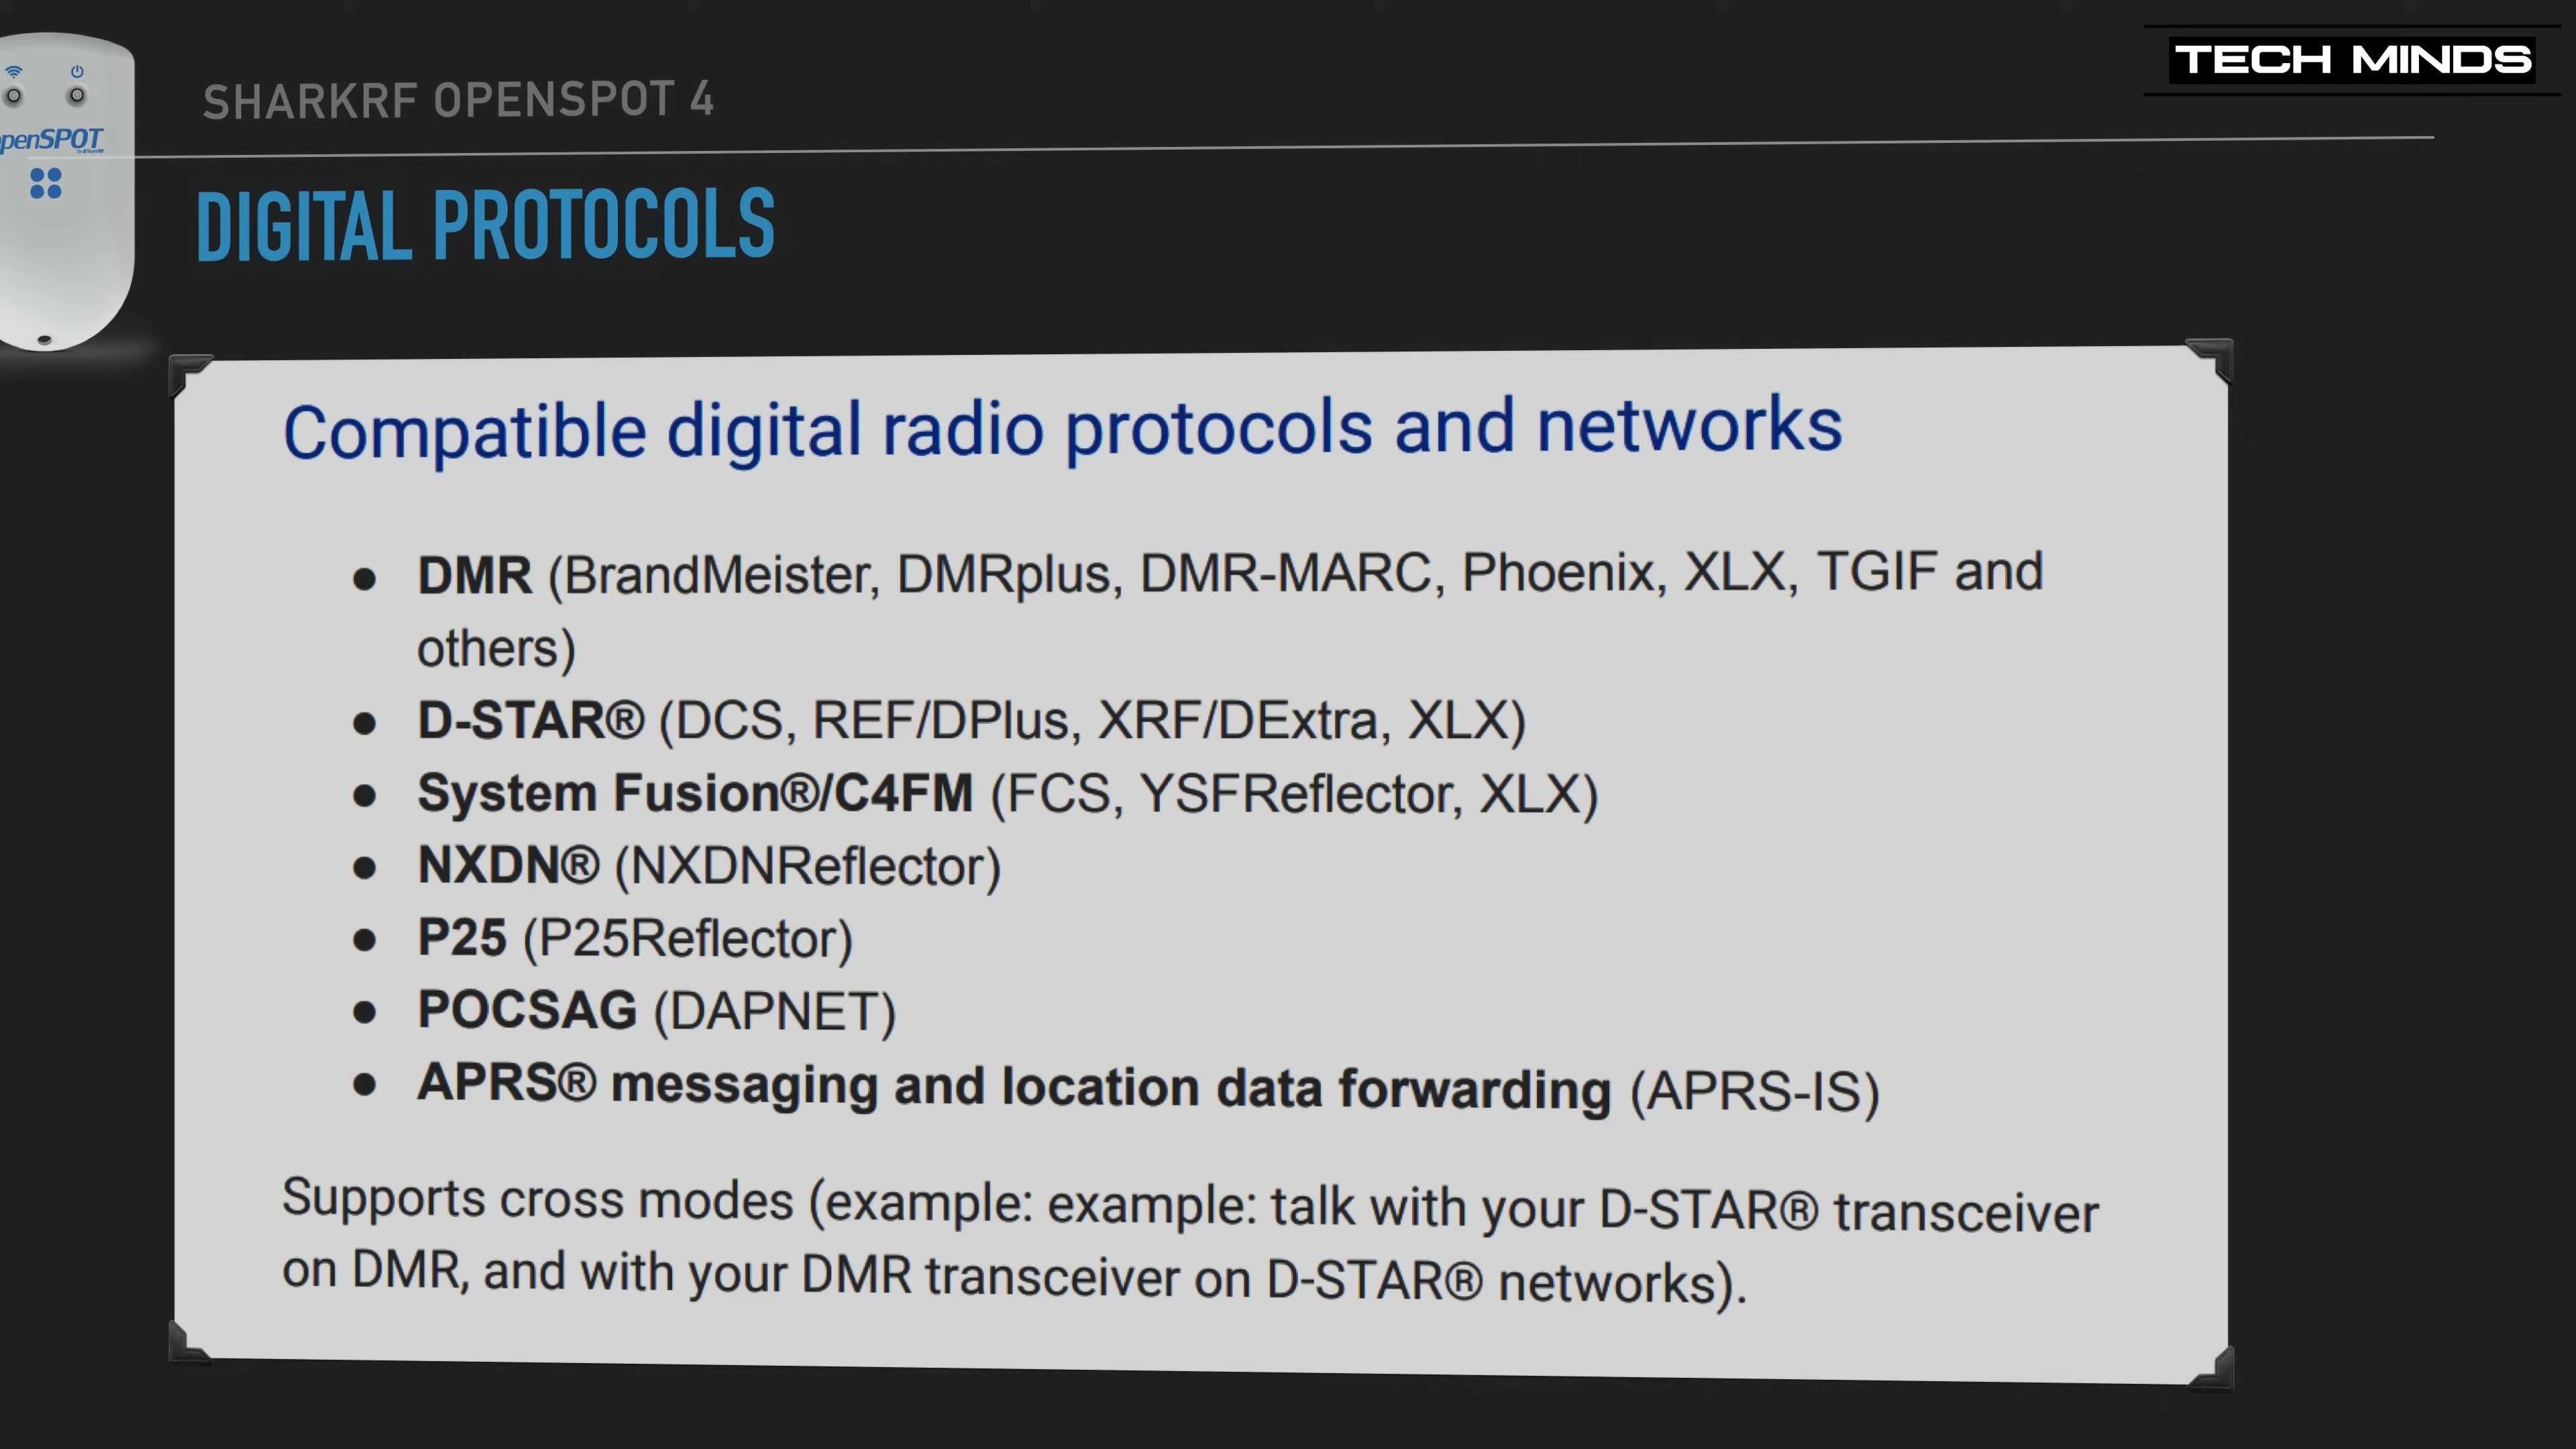 TECH MINDS
SHARKRF OPENSPOT 4
penSPOT
DIGITAL PROTOCOLS
Compatible digital radio protocols and networks
● DMR (BrandMeister, DMRplus, DMR-MARC, Phoenix, XLX, TGIF and
others)
● D-STAR® (DCS, REF/DPlus, XRF/DExtra, XLX)
● System Fusion®/C4FM (FCS, YSFReflector, XLX)
● NXDN® (NXDNReflector)
● P25 (P25Reflector)
● POCSAG (DAPNET)
● APRS® messaging and location data forwarding (APRS-IS)
Supports cross modes (example: example: talk with your D-STAR® transceiver
on DMR, and with your DMR transceiver on D-STAR® networks).